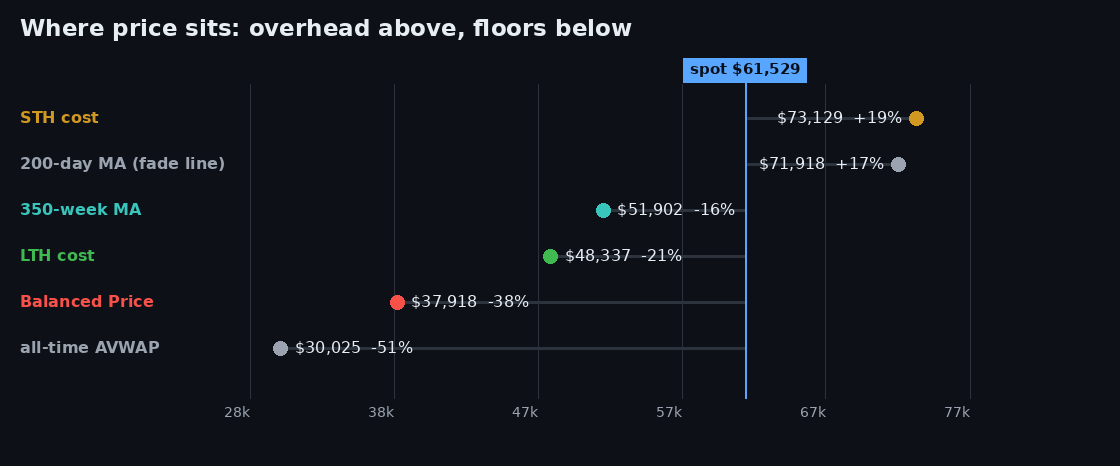 Where price sits: overhead above, floors below
spot $61,529
STH cost $73,129 +19%
200-day MA (fade line) $71,918 +17%
350-week MA $51,902 -16%
LTH cost $48,337 -21%
Balanced Price $37,918 -38%
all-time AVWAP $30,025 -51%
28k 38k 47k 57k 67k 77k